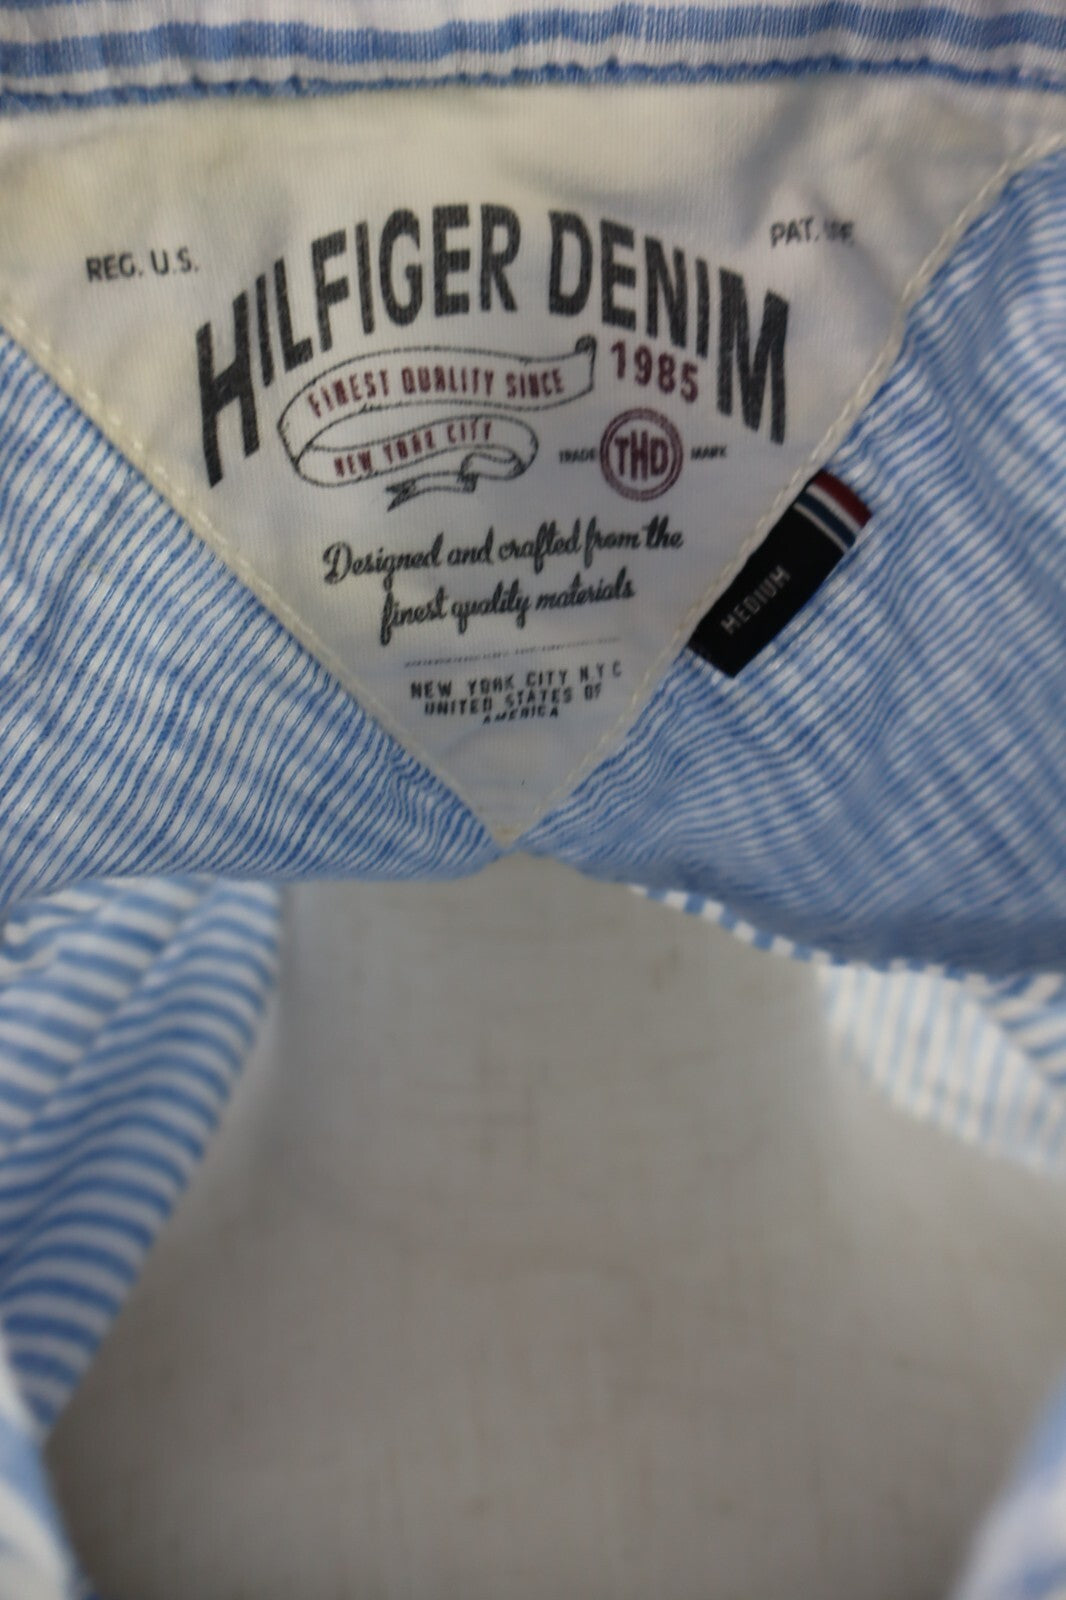 REG. U.S.
PAT.
HILFIGER DENIM
FINEST QUALITY SINCE
1985
NEW YORK CITY
TRADE THD MARK
Designed and crafted from the
finest quality materials
MEDIUM
NEW YORK CITY N Y C
UNITED STATES OF
AMERICA